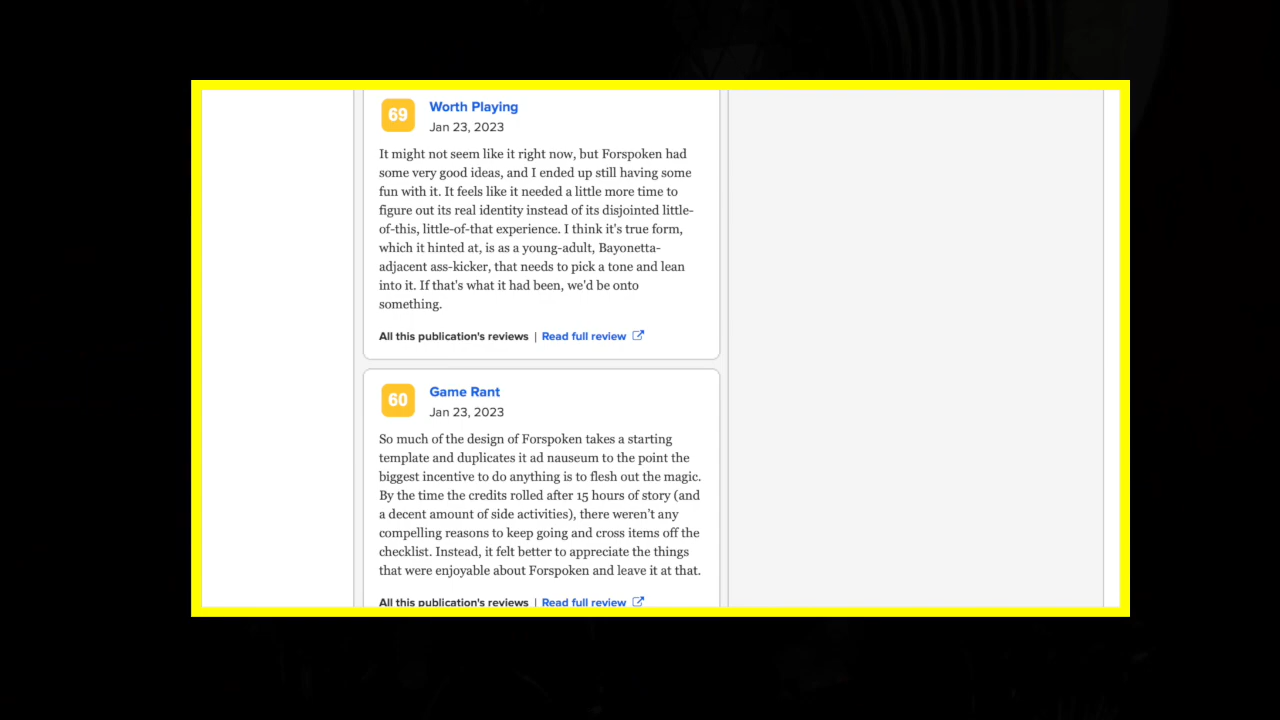 69
Worth Playing
Jan 23, 2023
It might not seem like it right now, but Forspoken had
some very good ideas, and I ended up still having some
fun with it. It feels like it needed a little more time to
figure out its real identity instead of its disjointed little-
of-this, little-of-that experience. I think it's true form,
which it hinted at, is as a young-adult, Bayonetta-
adjacent ass-kicker, that needs to pick a tone and lean
into it. If that's what it had been, we'd be onto
something.
All this publication's reviews | Read full review
60
Game Rant
Jan 23, 2023
So much of the design of Forspoken takes a starting
template and duplicates it ad nauseum to the point the
biggest incentive to do anything is to flesh out the magic.
By the time the credits rolled after 15 hours of story (and
a decent amount of side activities), there weren't any
compelling reasons to keep going and cross items off the
checklist. Instead, it felt better to appreciate the things
that were enjoyable about Forspoken and leave it at that.
All this publication's reviews | Read full review